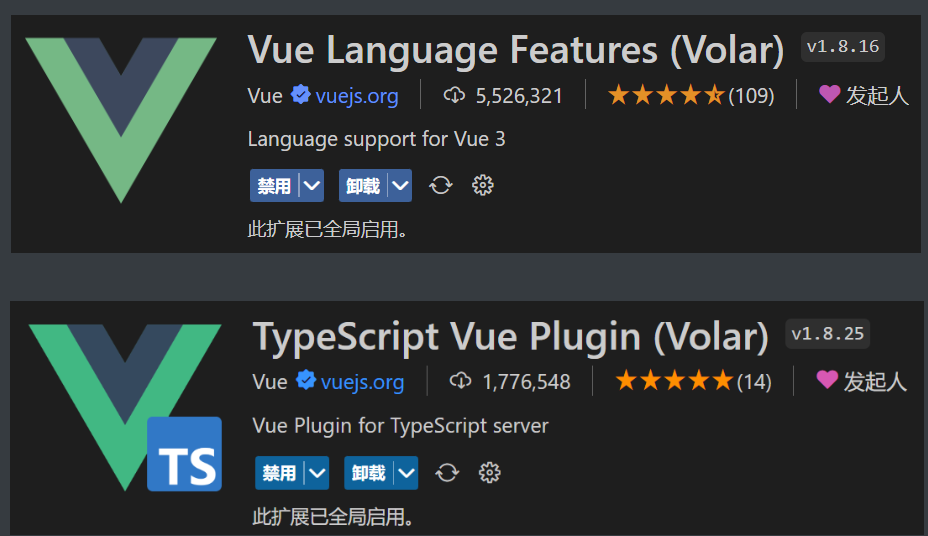 Vue Language Features (Volar) v1.8.16
Vue vuejs.org 5,526,321 (109) 发起人
Language support for Vue 3
禁用 卸载
此扩展已全局启用。
TypeScript Vue Plugin (Volar) v1.8.25
Vue vuejs.org 1,776,548 (14) 发起人
Vue Plugin for TypeScript server
TS
禁用 卸载
此扩展已全局启用。